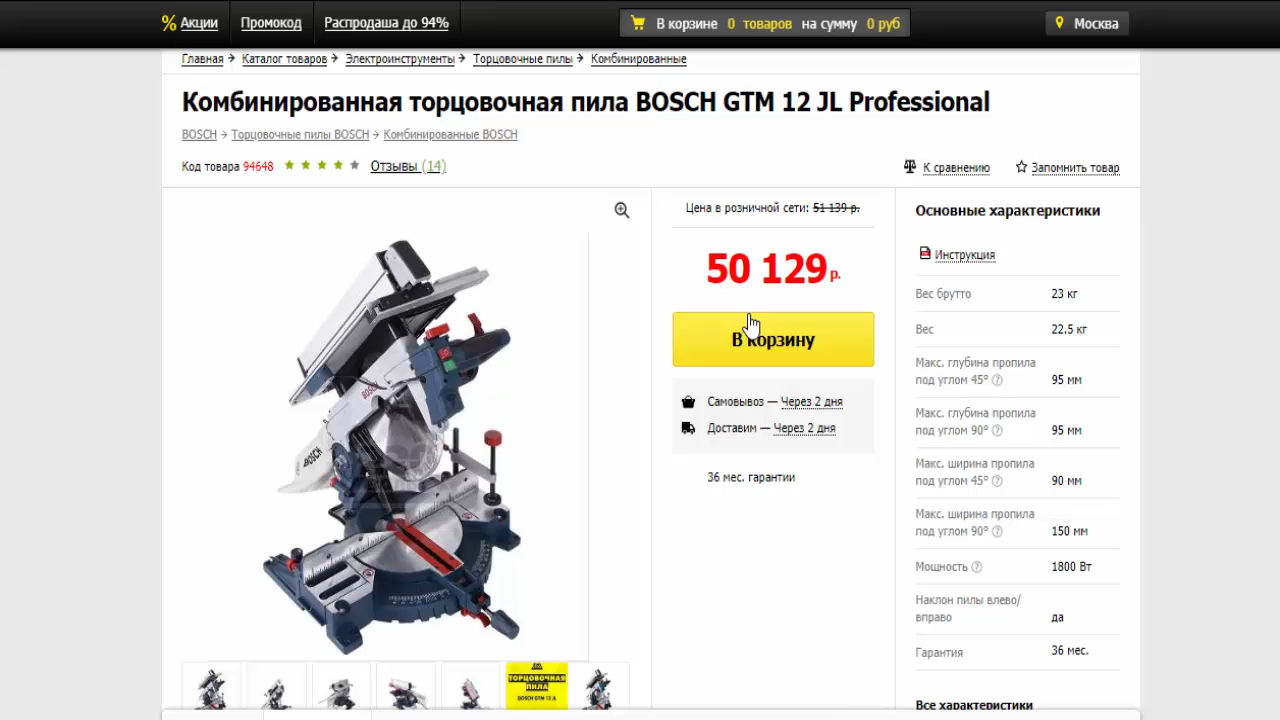 % Акции
Промокод
Распродаша до 94%
В корзине 0 товаров на сумму 0 руб
Москва
Главная → Каталог товаров → Электроинструменты → Торцовочные пилы → Комбинированные
Комбинированная торцовочная пила BOSCH GTM 12 JL Professional
BOSCH → Торцовочные пилы BOSCH → Комбинированные BOSCH
Код товара 94648 Отзывы (14)
К сравнению
Запомнить товар
Цена в розничной сети: 51 139 р.
50 129 р.
В корзину
Самовывоз — Через 2 дня
Доставим — Через 2 дня
36 мес. гарантии
Основные характеристики
Инструкция
Вес брутто 23 кг
Вес 22.5 кг
Макс. глубина пропила
под углом 45° ? 95 мм
Макс. глубина пропила
под углом 90° ? 95 мм
Макс. ширина пропила
под углом 45° ? 90 мм
Макс. ширина пропила
под углом 90° ? 150 мм
Мощность ? 1800 Вт
Наклон пилы влево/
вправо да
Гарантия 36 мес.
Все характеристики
BOSCH
BOSCH
ТОРЦОВОЧНАЯ
ПИЛА
BOSCH GTM 12 JL